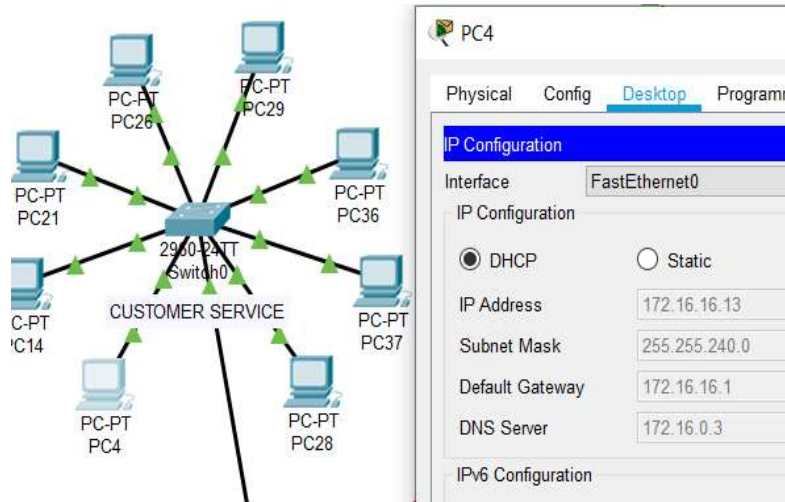 PC-PT
PC26
PC-PT
PC29
PC-PT
PC21
PC-PT
PC36
2960-24TT
Switch0
C-PT
C14
CUSTOMER SERVICE
PC-PT
PC37
PC-PT
PC4
PC-PT
PC28
PC4
Physical Config Desktop Programm
IP Configuration
Interface FastEthernet0
IP Configuration
DHCP Static
IP Address 172.16.16.13
Subnet Mask 255.255.240.0
Default Gateway 172.16.16.1
DNS Server 172.16.0.3
IPv6 Configuration